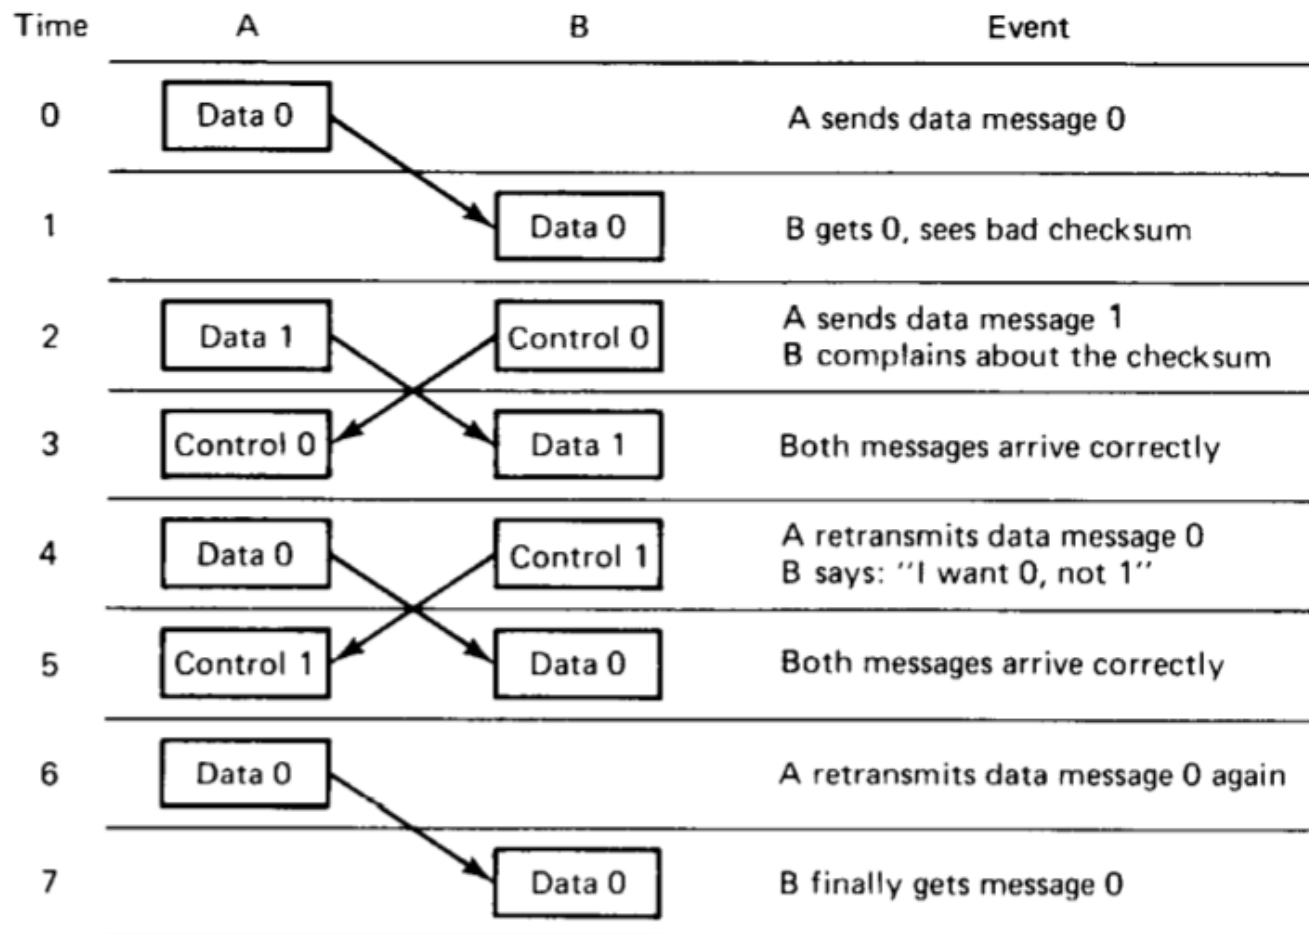 Time A B Event
0 Data 0 A sends data message 0
1 Data 0 B gets 0, sees bad checksum
2 Data 1 Control 0 A sends data message 1
B complains about the checksum
3 Control 0 Data 1 Both messages arrive correctly
4 Data 0 Control 1 A retransmits data message 0
B says: ‘‘I want 0, not 1’’
5 Control 1 Data 0 Both messages arrive correctly
6 Data 0 A retransmits data message 0 again
7 Data 0 B finally gets message 0